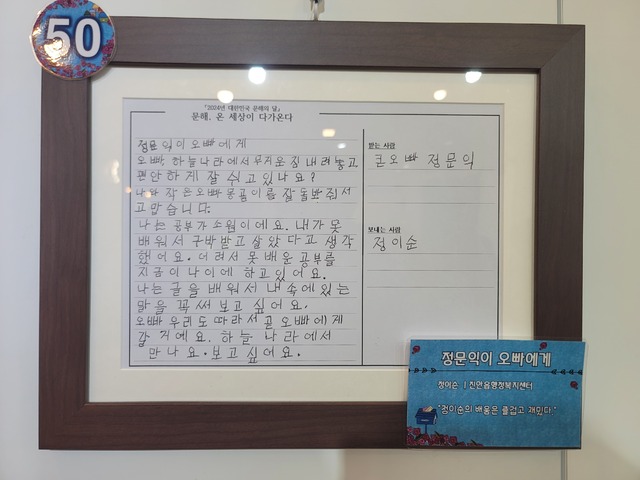 50
『2024년 대한민국 문해의 달』
문해. 온 세상이 다가온다
정문익이 오빠에게
오빠, 하늘나라에서 무거운 짐 내려놓고
편안하게 잘 쉬고 있나요?
나와 작은오빠 몽곰이를 잘 돌봐줘서
고맙습니다.
나는 공부가 소원이에요. 내가 못
배워서 구박받고 살았다고 생각
했어요. 어려서 못 배운 공부를
지금 이 나이에 하고 있어요.
나는 글을 배워서 내 속에 있는
말을 꼭 써 보고 싶어요.
오빠 우리도 따라서 곧 오빠에게
갈 거예요. 하늘 나라에서
만나요. 보고 싶어요.
받는 사람
큰오빠 정문익
보내는 사람
정이순
정문익이 오빠에게
정이순 | 진안읍행정복지센터
"정이순의 배움은 즐겁고 재밌다."